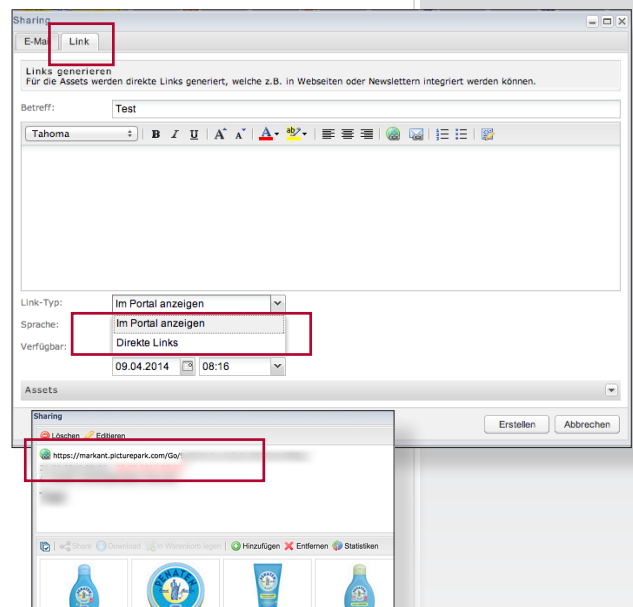 Sharing
E-Mail
Link
Links generieren
Für die Assets werden direkte Links generiert, welche z.B. in Webseiten oder Newslettern integriert werden können.
Betreff:
Test
Tahoma
B I U A A A ab
Link-Typ:
Im Portal anzeigen
Sprache:
Im Portal anzeigen
Direkte Links
Verfügbar:
09.04.2014
08:16
Assets
Erstellen
Abbrechen
Sharing
Löschen
Editieren
https://markant.picturepark.com/Go/
Share
Download
In Warenkorb legen
Hinzufügen
Entfernen
Statistiken
PENATEN